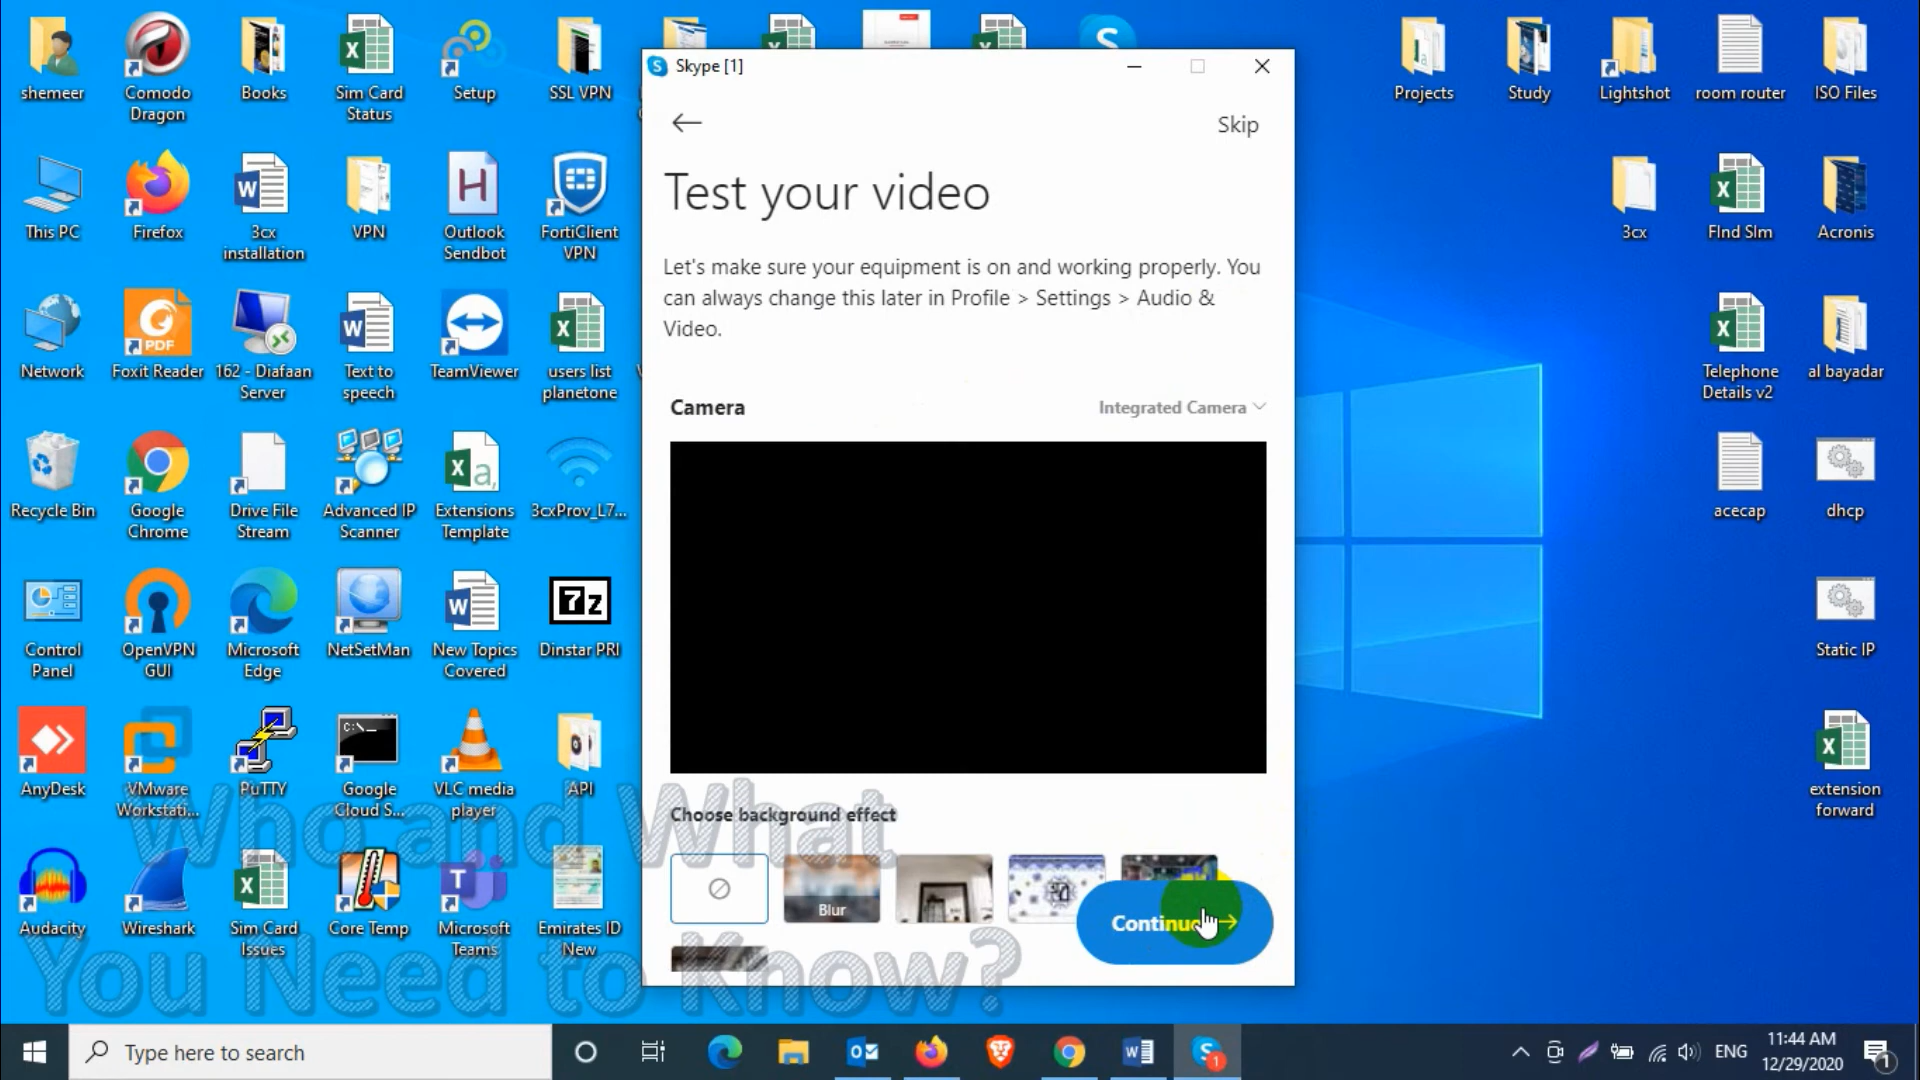 shemeer
Comodo
Dragon
Books
Sim Card
Status
Setup
SSL VPN
Projects
Study
Lightshot
room router
ISO Files
This PC
Firefox
3cx
installation
VPN
Outlook
Sendbot
FortiClient
VPN
3cx
FInd SIm
Acronis
Network
Foxit Reader
162 - Diafaan
Server
Text to
speech
TeamViewer
users list
planetone
Telephone
Details v2
al bayadar
Recycle Bin
Google
Chrome
Drive File
Stream
Advanced IP
Scanner
Extensions
Template
3cxProv_L7...
acecap
dhcp
Control
Panel
OpenVPN
GUI
Microsoft
Edge
NetSetMan
New Topics
Covered
Dinstar PRI
Static IP
AnyDesk
VMware
Workstati...
PuTTY
Google
Cloud S...
VLC media
player
API
extension
forward
Audacity
Wireshark
Sim Card
Issues
Core Temp
Microsoft
Teams
Emirates ID
New
Skype [1]
Skip
Test your video
Let's make sure your equipment is on and working properly. You
can always change this later in Profile > Settings > Audio &
Video.
Camera
Integrated Camera
Choose background effect
Blur
Continue
Who and What
You Need to Know?
Type here to search
ENG
11:44 AM
12/29/2020
1